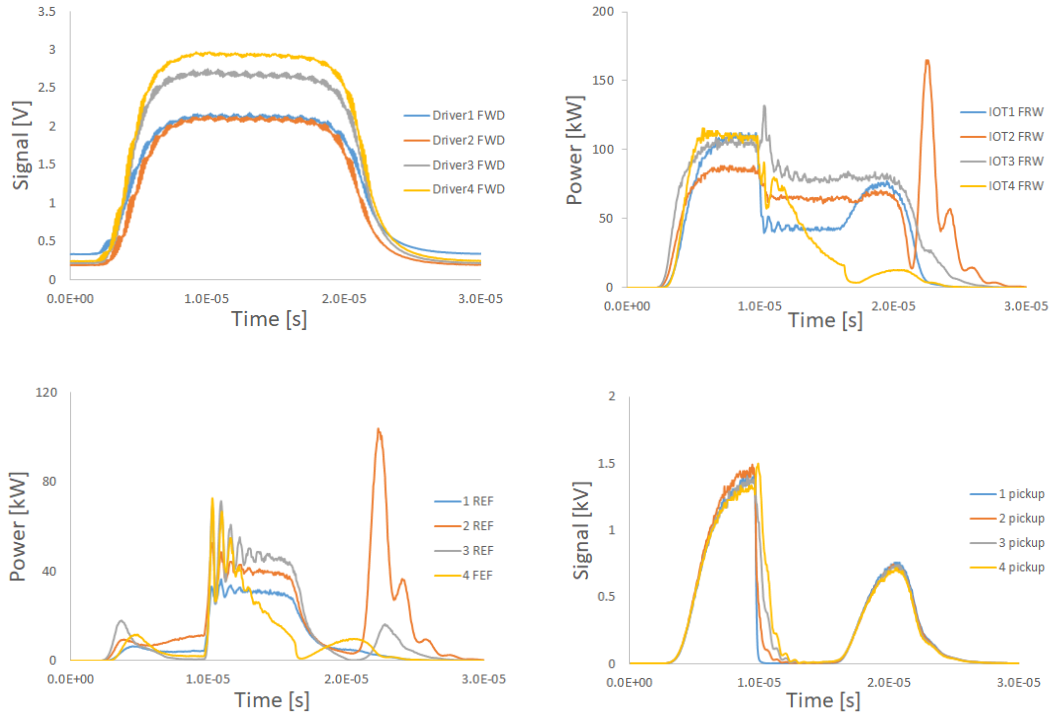 3.5
3
2.5
2
1.5
1
0.5
0
Signal [V]
0.0E+00 1.0E-05 2.0E-05 3.0E-05
Time [s]
Driver1 FWD
Driver2 FWD
Driver3 FWD
Driver4 FWD
200
150
100
50
0
Power [kW]
0.0E+00 1.0E-05 2.0E-05 3.0E-05
Time [s]
IOT1 FRW
IOT2 FRW
IOT3 FRW
IOT4 FRW
120
80
40
0
Power [kW]
0.0E+00 1.0E-05 2.0E-05 3.0E-05
Time [s]
1 REF
2 REF
3 REF
4 FEF
2
1.5
1
0.5
0
Signal [kV]
0.0E+00 1.0E-05 2.0E-05 3.0E-05
Time [s]
1 pickup
2 pickup
3 pickup
4 pickup